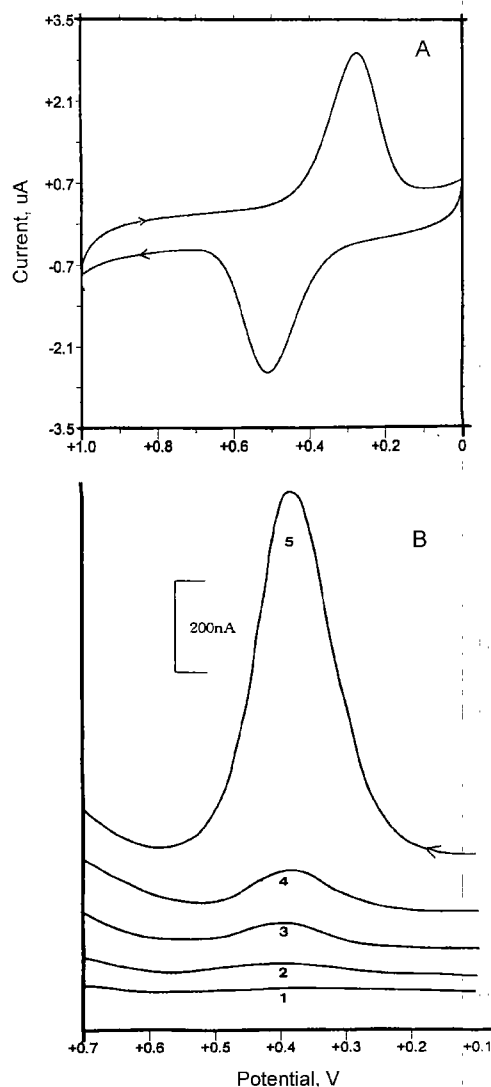 +3.5
A
+2.1
+0.7
Current, uA
-0.7
-2.1
-3.5
+1.0 +0.8 +0.6 +0.4 +0.2 0
5
B
200nA
4
3
2
1
+0.7 +0.6 +0.5 +0.4 +0.3 +0.2 +0.1
Potential, V